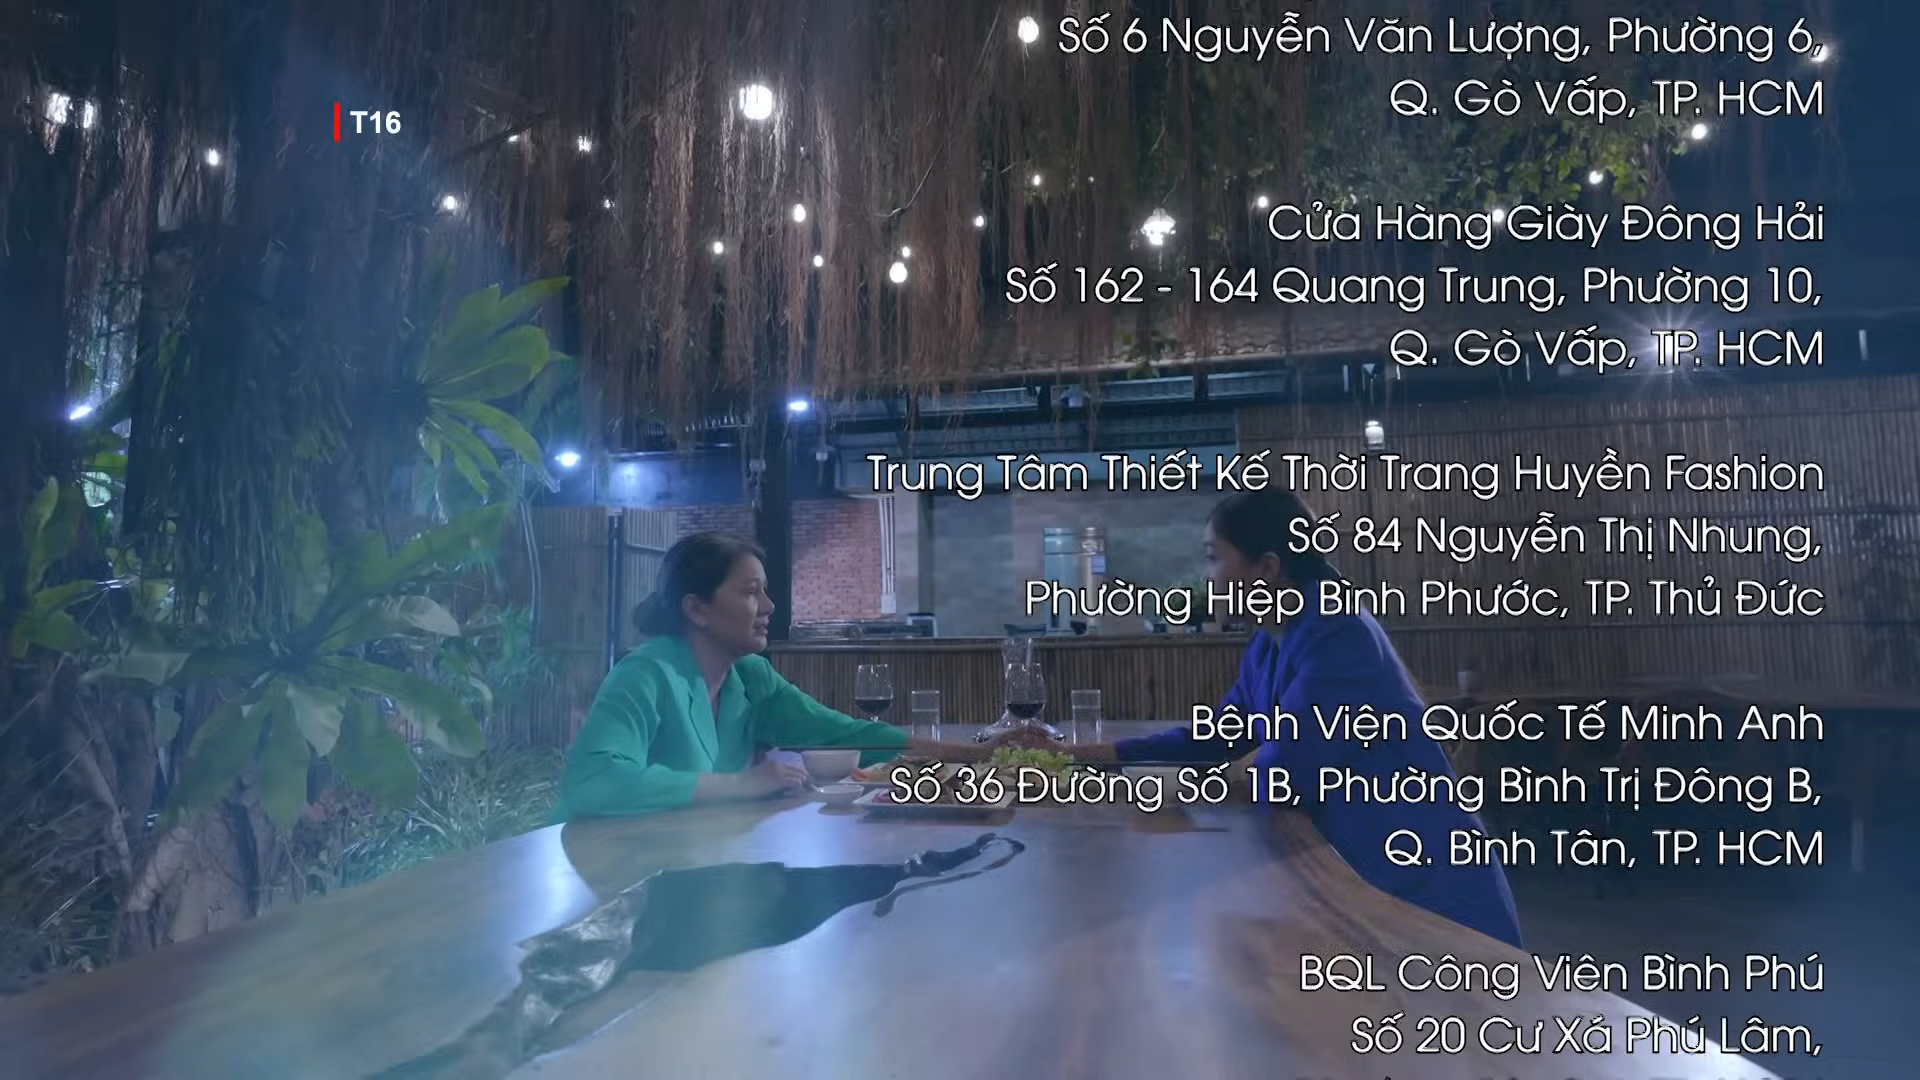 Số 6 Nguyễn Văn Lượng, Phường 6,
Q. Gò Vấp, TP. HCM
T16
Cửa Hàng Giày Đông Hải
Số 162 - 164 Quang Trung, Phường 10,
Q. Gò Vấp, TP. HCM
Trung Tâm Thiết Kế Thời Trang Huyền Fashion
Số 84 Nguyễn Thị Nhung,
Phường Hiệp Bình Phước, TP. Thủ Đức
Bệnh Viện Quốc Tế Minh Anh
Số 36 Đường Số 1B, Phường Bình Trị Đông B,
Q. Bình Tân, TP. HCM
BQL Công Viên Bình Phú
Số 20 Cư Xá Phú Lâm,